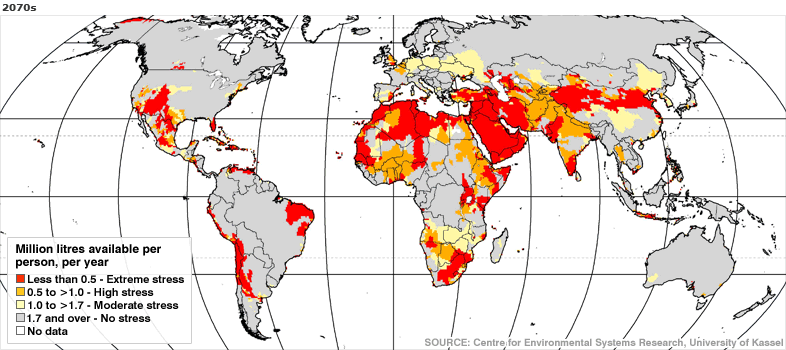 2070s
Million litres available per
person, per year
Less than 0.5 - Extreme stress
0.5 to >1.0 - High stress
1.0 to >1.7 - Moderate stress
1.7 and over - No stress
No data
SOURCE: Centre for Environmental Systems Research, University of Kassel